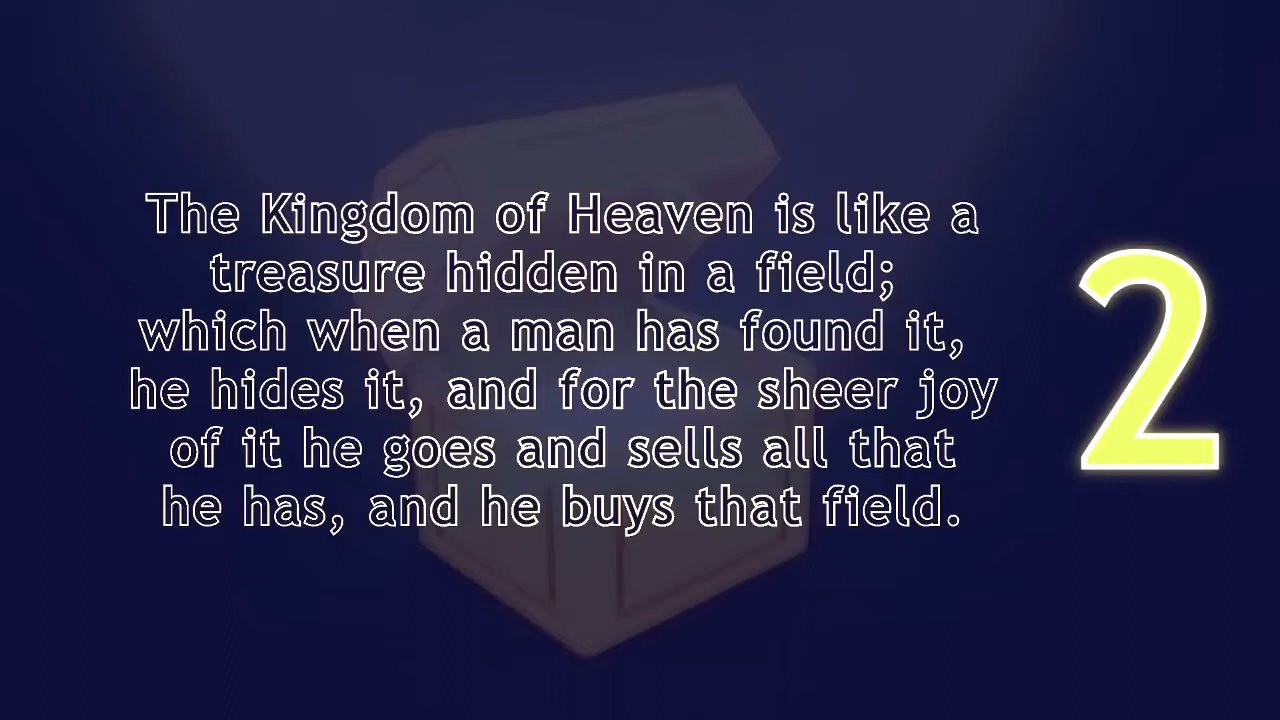 The Kingdom of Heaven is like a
treasure hidden in a field;
which when a man has found it,
he hides it, and for the sheer joy
of it he goes and sells all that
he has, and he buys that field.
2